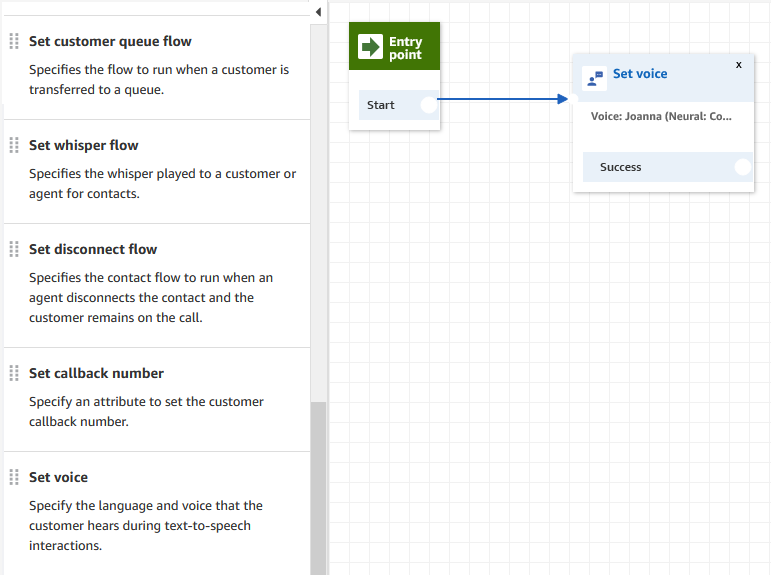 Set customer queue flow
Specifies the flow to run when a customer is
transferred to a queue.
Set whisper flow
Specifies the whisper played to a customer or
agent for contacts.
Set disconnect flow
Specifies the contact flow to run when an
agent disconnects the contact and the
customer remains on the call.
Set callback number
Specify an attribute to set the customer
callback number.
Set voice
Specify the language and voice that the
customer hears during text-to-speech
interactions.
Entry
point
Start
Set voice
x
Voice: Joanna (Neural: Co...
Success